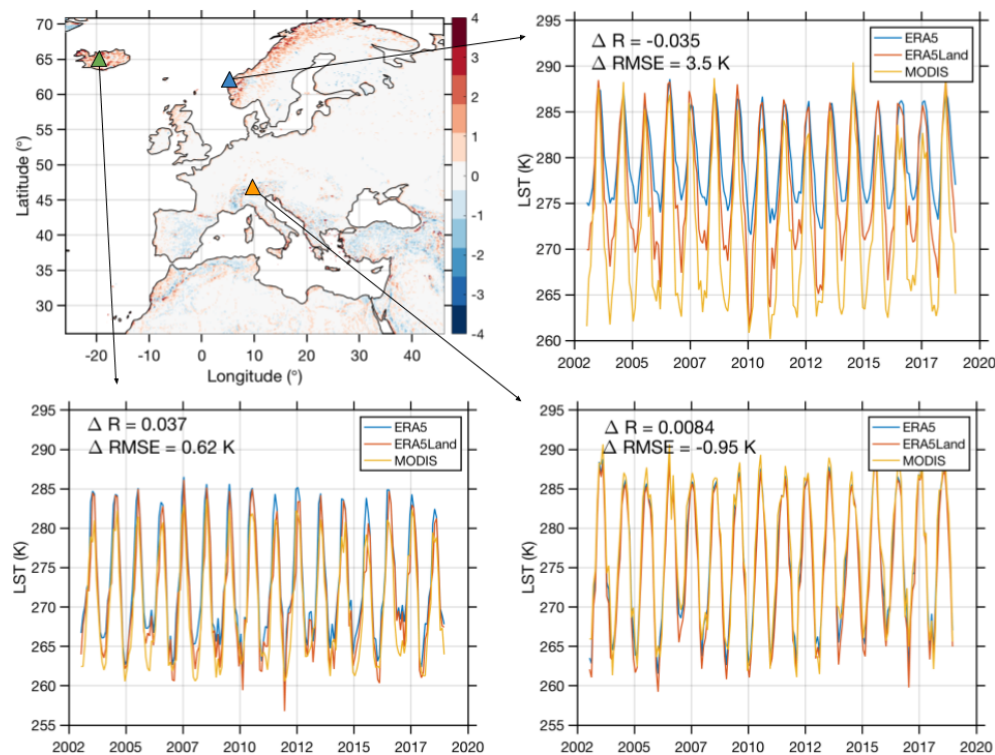 70
65
60
55
50
45
40
35
30
Latitude (°)
-20 -10 0 10 20 30 40
Longitude (°)
4
3
2
1
0
-1
-2
-3
-4
Δ R = -0.035
Δ RMSE = 3.5 K
ERA5
ERA5Land
MODIS
295
290
285
280
275
270
265
260
LST (K)
2002 2005 2007 2010 2012 2015 2017 2020
Δ R = 0.037
Δ RMSE = 0.62 K
ERA5
ERA5Land
MODIS
295
290
285
280
275
270
265
260
255
LST (K)
2002 2005 2007 2010 2012 2015 2017 2020
Δ R = 0.0084
Δ RMSE = -0.95 K
ERA5
ERA5Land
MODIS
295
290
285
280
275
270
265
260
255
LST (K)
2002 2005 2007 2010 2012 2015 2017 2020